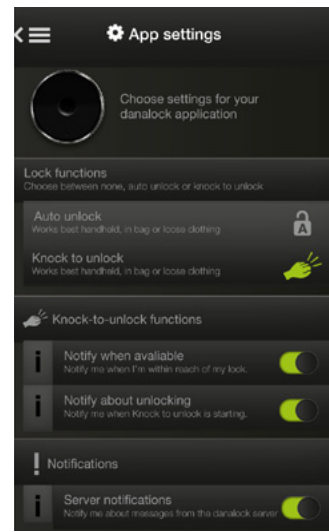 App settings
Choose settings for your
danalock application
Lock functions
Choose between none, auto unlock or knock to unlock
Auto unlock
Works best handheld, in bag or loose clothing
A
Knock to unlock
Works best handheld, in bag or loose clothing
Knock-to-unlock functions
i
Notify when avaliable
Notify me when I'm within reach of my lock.
i
Notify about unlocking
Notify me when Knock to unlock is starting.
! Notifications
i
Server notifications
Notify me about messages from the danalock server